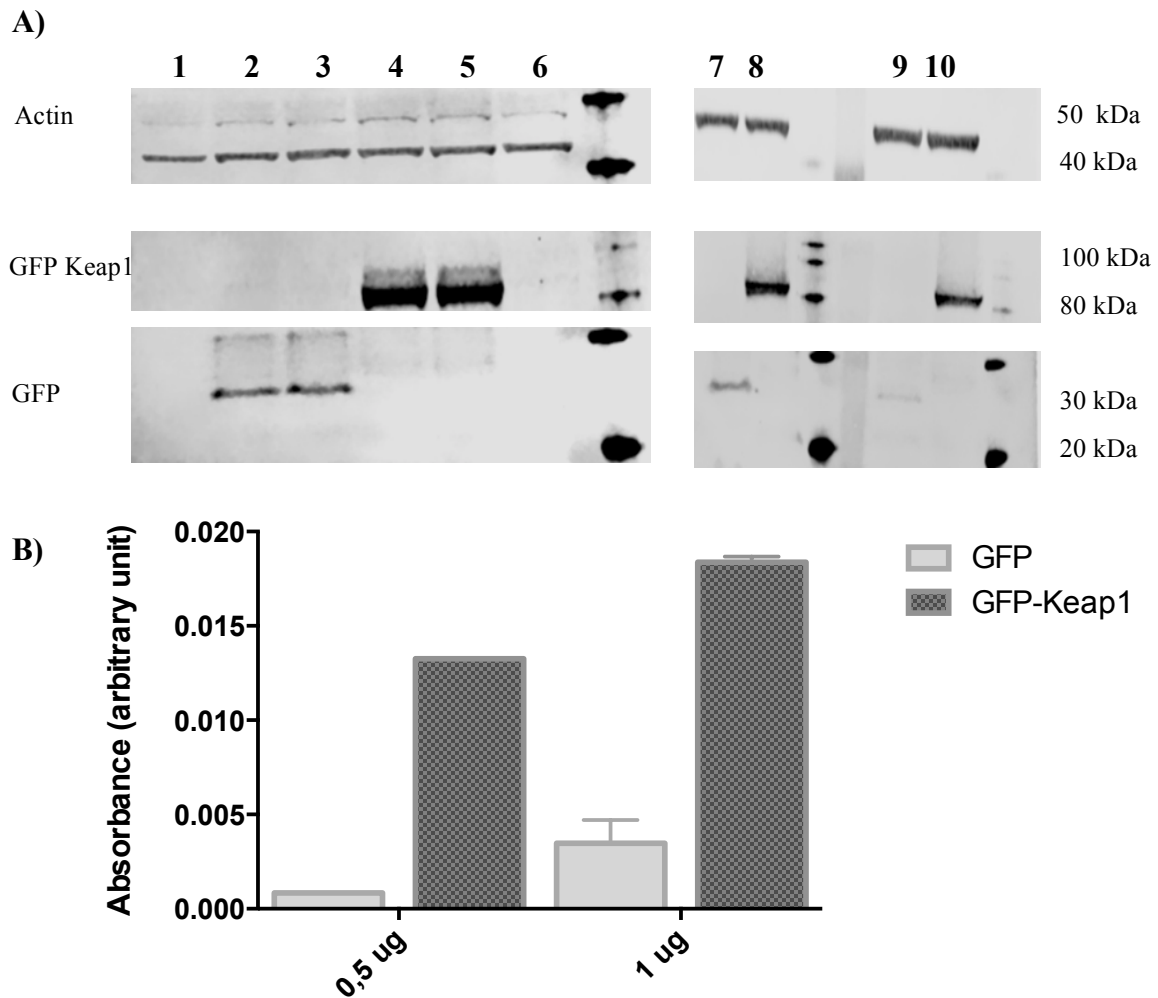 A)
1 2 3 4 5 6 7 8 9 10
Actin
50 kDa
40 kDa
GFP Keap1
100 kDa
80 kDa
GFP
30 kDa
20 kDa
B)
Absorbance (arbitrary unit)
0.020
0.015
0.010
0.005
0.000
0,5 ug
1 ug
GFP
GFP-Keap1